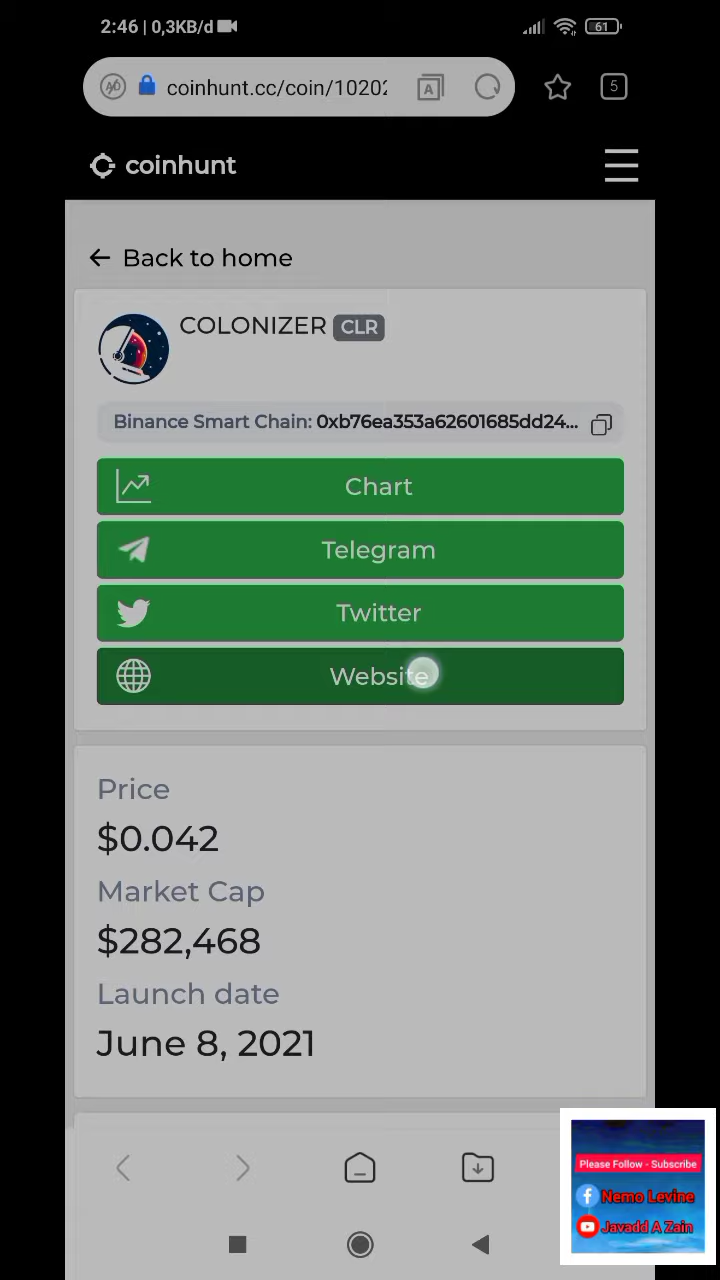 2:46 | 0,3KB/d
61
coinhunt.cc/coin/1020
A
5
coinhunt
Back to home
COLONIZER CLR
Binance Smart Chain: 0xb76ea353a62601685dd24...
Chart
Telegram
Twitter
Website
Price
$0.042
Market Cap
$282,468
Launch date
June 8, 2021
Please Follow - Subscribe
Nemo Levine
Javadd A Zain